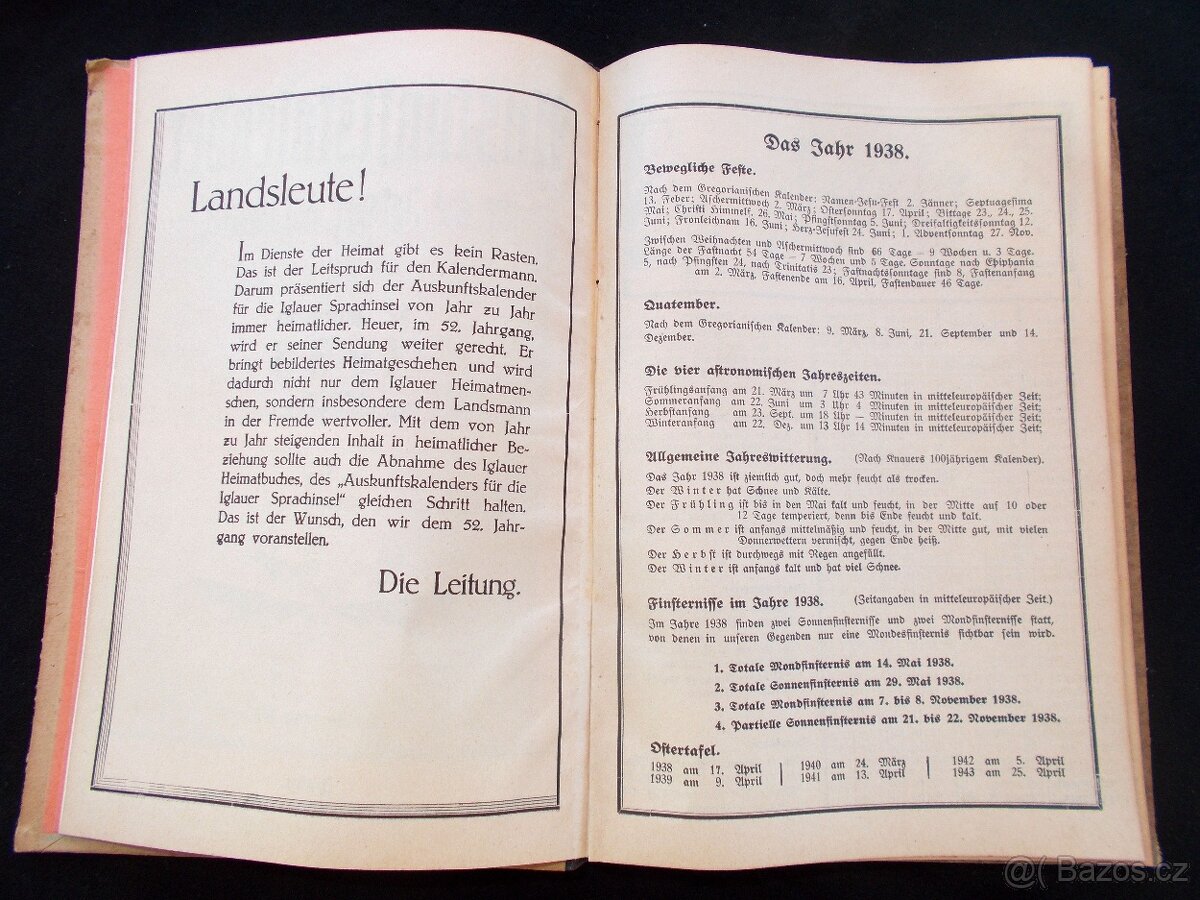 Landsleute!
Im Dienste der Heimat gibt es kein Rasten.
Das ist der Leitspruch für den Kalendermann.
Darum präsentiert sich der Auskunftskalender
für die Iglauer Sprachinsel von Jahr zu Jahr
immer heimatlicher. Heuer, im 52. Jahrgang,
wird er seiner Sendung weiter gerecht. Er
bringt bebildertes Heimatgeschehen und wird
dadurch nicht nur dem Iglauer Heimatmen-
schen, sondern insbesondere dem Landsmann
in der Fremde wertvoller. Mit dem von Jahr
zu Jahr steigenden Inhalt in heimatlicher Be-
ziehung sollte auch die Abnahme des Iglauer
Heimatbuches, des „Auskunftskalenders für die
Iglauer Sprachinsel" gleichen Schritt halten.
Das ist der Wunsch, den wir dem 52. Jahr-
gang voranstellen.
Die Leitung.
Das Jahr 1938.
Bewegliche Feste.
Nach dem Gregorianischen Kalender: Namen-Jesu-Fest 2. Jänner; Septuagesima
13. Feber; Aschermittwoch 2. März; Ostersonntag 17. April; Bittage 23., 24., 25.
Mai; Christi Himmelf. 26. Mai; Pfingstsonntag 5. Juni; Dreifaltigkeitssonntag 12.
Juni; Fronleichnam 16. Juni; Herz-Jesufest 24. Juni; 1. Adventsonntag 27. Nov.
Zwischen Weihnachten und Aschermittwoch sind 66 Tage — 9 Wochen u. 3 Tage.
Länge der Fastnacht 54 Tage — 7 Wochen und 5 Tage. Sonntage nach Epiphania
5, nach Pfingsten 24, nach Trinitatis 23; Fastnachtssonntage sind 8, Fastenanfang
am 2. März, Fastenende am 16. April, Fastendauer 46 Tage.
Quatember.
Nach dem Gregorianischen Kalender: 9. März, 8. Juni, 21. September und 14.
Dezember.
Die vier astronomischen Jahreszeiten.
Frühlingsanfang am 21. März um 7 Uhr 43 Minuten in mitteleuropäischer Zeit;
Sommeranfang am 22. Juni um 3 Uhr 4 Minuten in mitteleuropäischer Zeit;
Herbstanfang am 23. Sept. um 18 Uhr — Minuten in mitteleuropäischer Zeit;
Winteranfang am 22. Dez. um 13 Uhr 14 Minuten in mitteleuropäischer Zeit;
Allgemeine Jahreswitterung. (Nach Knauers 100jährigem Kalender).
Das Jahr 1938 ist ziemlich gut, doch mehr feucht als trocken.
Der Winter hat Schnee und Kälte.
Der Frühling ist bis in den Mai kalt und feucht, in der Mitte auf 10 oder
12 Tage temperiert, denn bis Ende feucht und kalt.
Der Sommer ist anfangs mittelmäßig und feucht, in der Mitte gut, mit vielen
Donnerwettern vermischt, gegen Ende heiß.
Der Herbst ist durchwegs mit Regen angefüllt.
Der Winter ist anfangs kalt und hat viel Schnee.
Finsternisse im Jahre 1938. (Zeitangaben in mitteleuropäischer Zeit.)
Im Jahre 1938 finden zwei Sonnenfinsternisse und zwei Mondfinsternisse statt,
von denen in unseren Gegenden nur eine Mondesfinsternis sichtbar sein wird.
1. Totale Mondfinsternis am 14. Mai 1938.
2. Totale Sonnenfinsternis am 29. Mai 1938.
3. Totale Mondfinsternis am 7. bis 8. November 1938.
4. Partielle Sonnenfinsternis am 21. bis 22. November 1938.
Ostertafel.
1938 am 17. April 1940 am 24. März 1942 am 5. April
1939 am 9. April 1941 am 13. April 1943 am 25. April
@( Bazos.cz